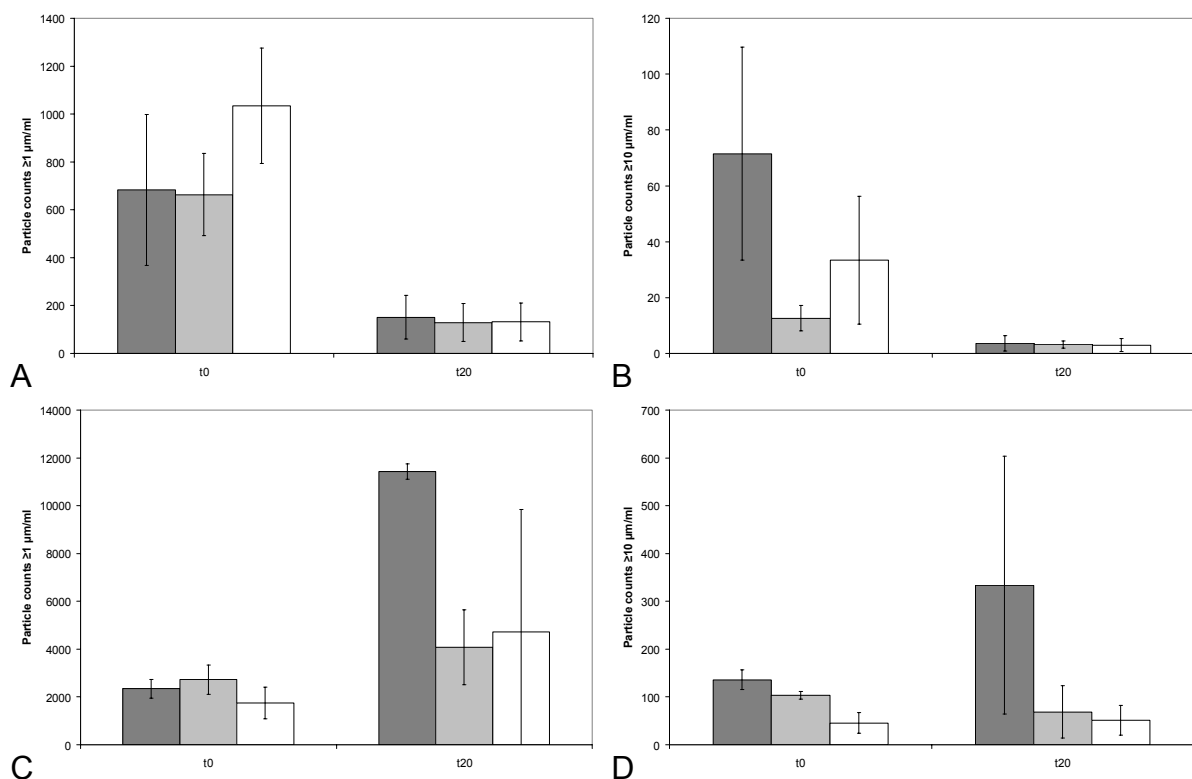 Particle counts ≥1 µm/ml
1400
1200
1000
800
600
400
200
0
t0
t20
A
Particle counts ≥10 µm/ml
120
100
80
60
40
20
0
t0
t20
B
Particle counts ≥1 µm/ml
14000
12000
10000
8000
6000
4000
2000
0
t0
t20
C
Particle counts ≥10 µm/ml
700
600
500
400
300
200
100
0
t0
t20
D